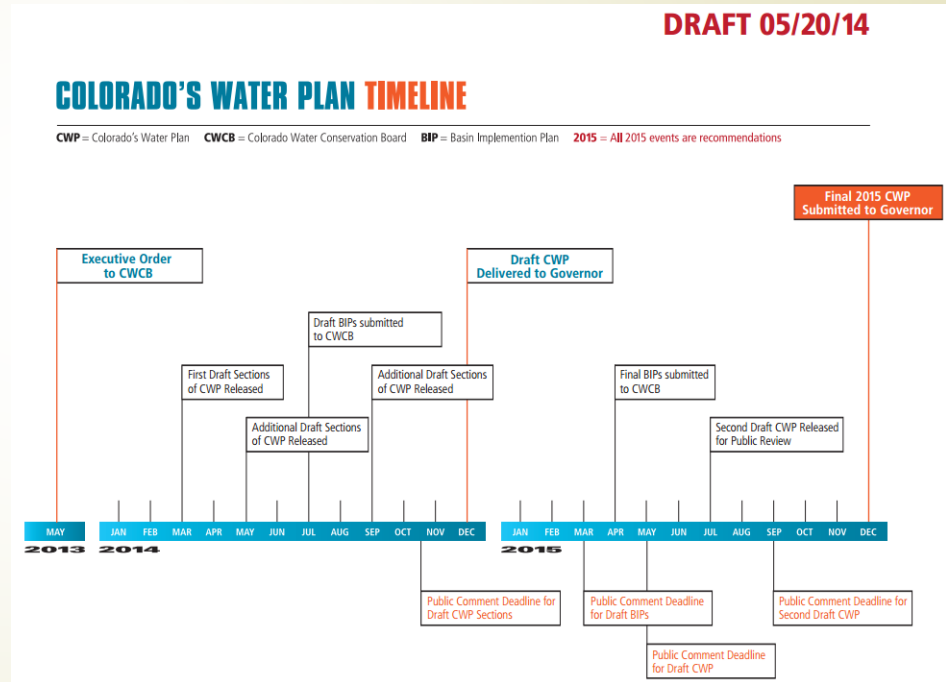 DRAFT 05/20/14
COLORADO'S WATER PLAN TIMELINE
CWP = Colorado's Water Plan CWCB = Colorado Water Conservation Board BIP = Basin Implemention Plan 2015 = All 2015 events are recommendations
Final 2015 CWP
Submitted to Governor
Executive Order
to CWCB
Draft CWP
Delivered to Governor
Draft BIPs submitted
to CWCB
First Draft Sections
of CWP Released
Additional Draft Sections
of CWP Released
Final BIPs submitted
to CWCB
Additional Draft Sections
of CWP Released
Second Draft CWP Released
for Public Review
MAY JAN FEB MAR APR MAY JUN JUL AUG SEP OCT NOV DEC JAN FEB MAR APR MAY JUN JUL AUG SEP OCT NOV DEC
2013 2014 2015
Public Comment Deadline for
Draft CWP Sections
Public Comment Deadline
for Draft BIPs
Public Comment Deadline for
Second Draft CWP
Public Comment Deadline
for Draft CWP